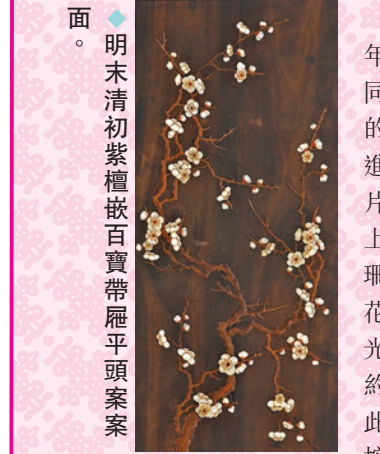 年
同
的
進
片
上
珊
花
光
約
此
◆明末清初紫檀嵌百寶帶屜平頭案案
面。